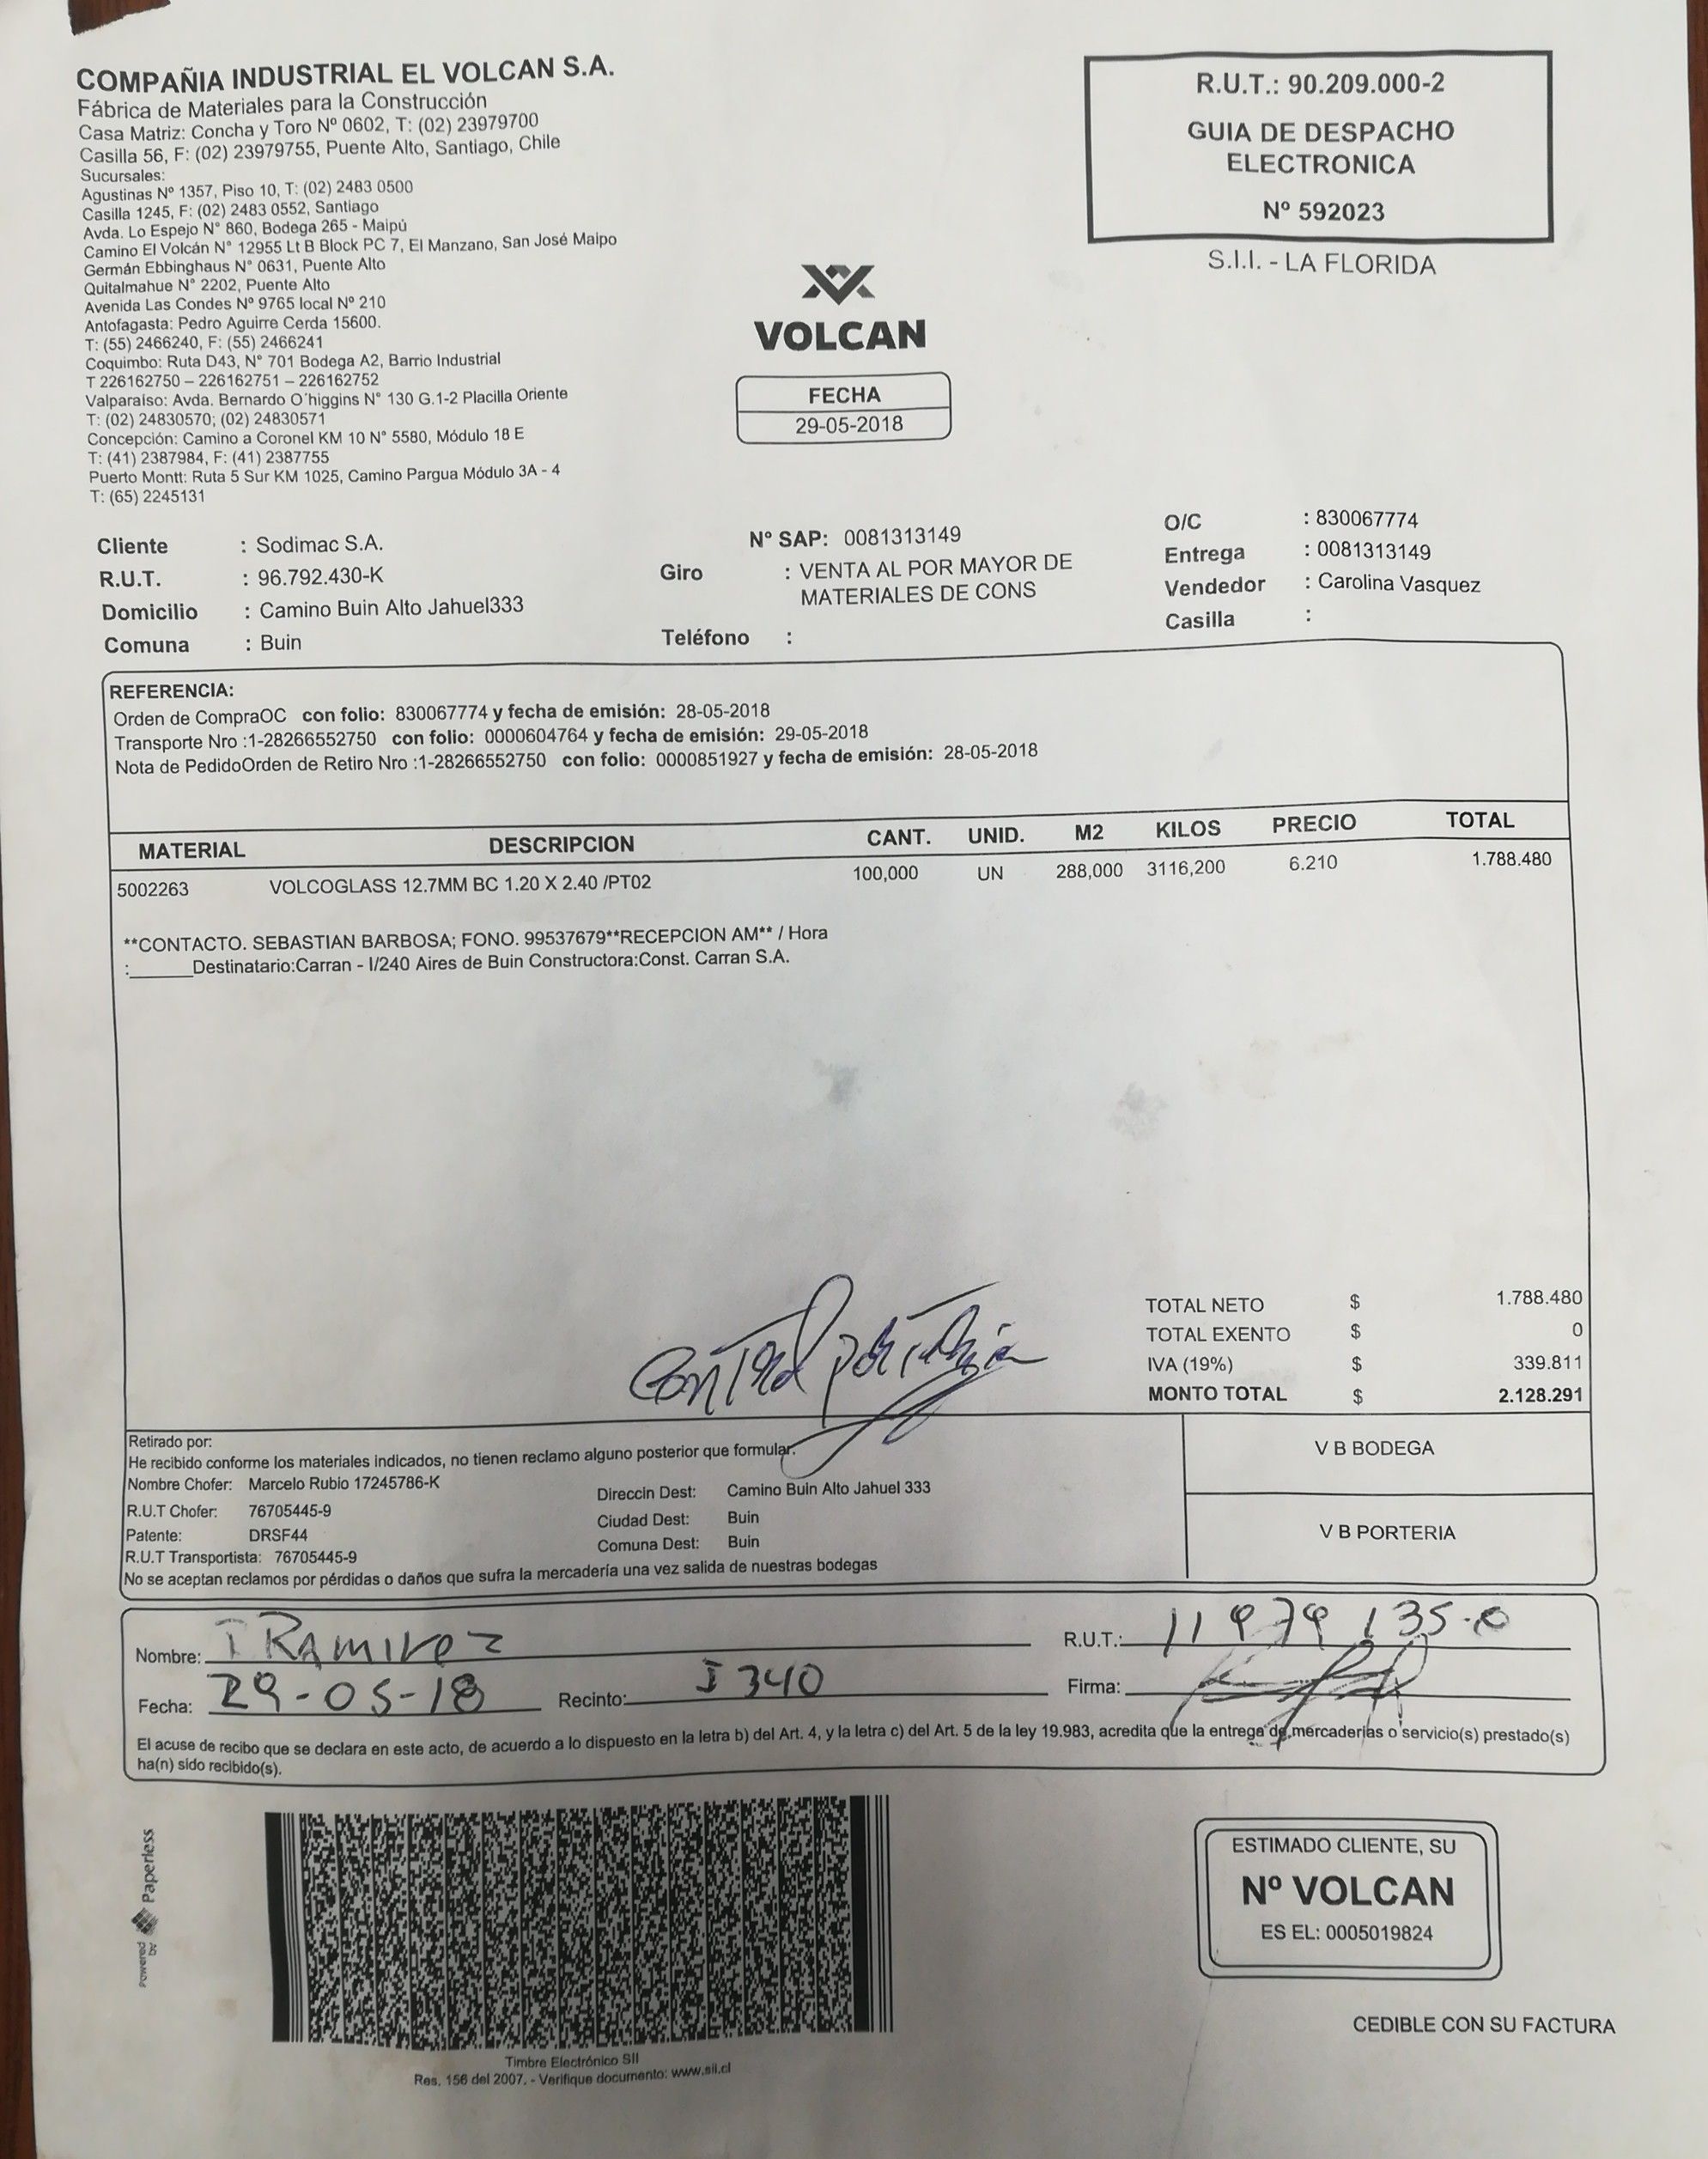 COMPAÑIA INDUSTRIAL EL VOLCAN S.A.
Fábrica de Materiales para la Construcción
Casa Matriz: Concha y Toro Nº 0602, T: (02) 23979700
Casilla 56, F: (02) 23979755, Puente Alto, Santiago, Chile
Sucursales:
Agustinas Nº 1357, Piso 10, T: (02) 2483 0500
Casilla 1245, F: (02) 2483 0552, Santiago
Avda. Lo Espejo N° 860, Bodega 265 - Maipú
Camino El Volcán N° 12955 Lt B Block PC 7, El Manzano, San José Maipo
Germán Ebbinghaus N° 0631, Puente Alto
Quitalmahue N° 2202, Puente Alto
Avenida Las Condes Nº 9765 local Nº 210
Antofagasta: Pedro Aguirre Cerda 15600.
T: (55) 2466240, F: (55) 2466241
Coquimbo: Ruta D43, N° 701 Bodega A2, Barrio Industrial
T 226162750 – 226162751 – 226162752
Valparaiso: Avda. Bernardo O´higgins N° 130 G.1-2 Placilla Oriente
T: (02) 24830570; (02) 24830571
Concepción: Camino a Coronel KM 10 N° 5580, Módulo 18 E
T: (41) 2387984, F: (41) 2387755
Puerto Montt: Ruta 5 Sur KM 1025, Camino Pargua Módulo 3A - 4
T: (65) 2245131
R.U.T.: 90.209.000-2
GUIA DE DESPACHO
ELECTRONICA
Nº 592023
S.I.I. - LA FLORIDA
VOLCAN
FECHA
29-05-2018
Cliente : Sodimac S.A.
R.U.T. : 96.792.430-K
Domicilio : Camino Buin Alto Jahuel333
Comuna : Buin
N° SAP: 0081313149
Giro : VENTA AL POR MAYOR DE
MATERIALES DE CONS
Teléfono :
O/C : 830067774
Entrega : 0081313149
Vendedor : Carolina Vasquez
Casilla :
REFERENCIA:
Orden de CompraOC con folio: 830067774 y fecha de emisión: 28-05-2018
Transporte Nro :1-28266552750 con folio: 0000604764 y fecha de emisión: 29-05-2018
Nota de PedidoOrden de Retiro Nro :1-28266552750 con folio: 0000851927 y fecha de emisión: 28-05-2018
MATERIAL DESCRIPCION CANT. UNID. M2 KILOS PRECIO TOTAL
5002263 VOLCOGLASS 12.7MM BC 1.20 X 2.40 /PT02 100,000 UN 288,000 3116,200 6.210 1.788.480
**CONTACTO. SEBASTIAN BARBOSA; FONO. 99537679**RECEPCION AM** / Hora
:______Destinatario:Carran - I/240 Aires de Buin Constructora:Const. Carran S.A.
TOTAL NETO $ 1.788.480
TOTAL EXENTO $ 0
IVA (19%) $ 339.811
MONTO TOTAL $ 2.128.291
Retirado por:
He recibido conforme los materiales indicados, no tienen reclamo alguno posterior que formular.
Nombre Chofer: Marcelo Rubio 17245786-K
R.U.T Chofer: 76705445-9
Patente: DRSF44
R.U.T Transportista: 76705445-9
Direccin Dest: Camino Buin Alto Jahuel 333
Ciudad Dest: Buin
Comuna Dest: Buin
No se aceptan reclamos por pérdidas o daños que sufra la mercadería una vez salida de nuestras bodegas
V B BODEGA
V B PORTERIA
Nombre: I RAMIREZ R.U.T.: 11979135-0
Fecha: 29-05-18 Recinto: I 340 Firma:
El acuse de recibo que se declara en este acto, de acuerdo a lo dispuesto en la letra b) del Art. 4, y la letra c) del Art. 5 de la ley 19.983, acredita que la entrega de mercaderias o servicio(s) prestado(s)
ha(n) sido recibido(s).
Powered by Paperless
Timbre Electrónico SII
Res. 156 del 2007. - Verifique documento: www.sii.cl
ESTIMADO CLIENTE, SU
Nº VOLCAN
ES EL: 0005019824
CEDIBLE CON SU FACTURA